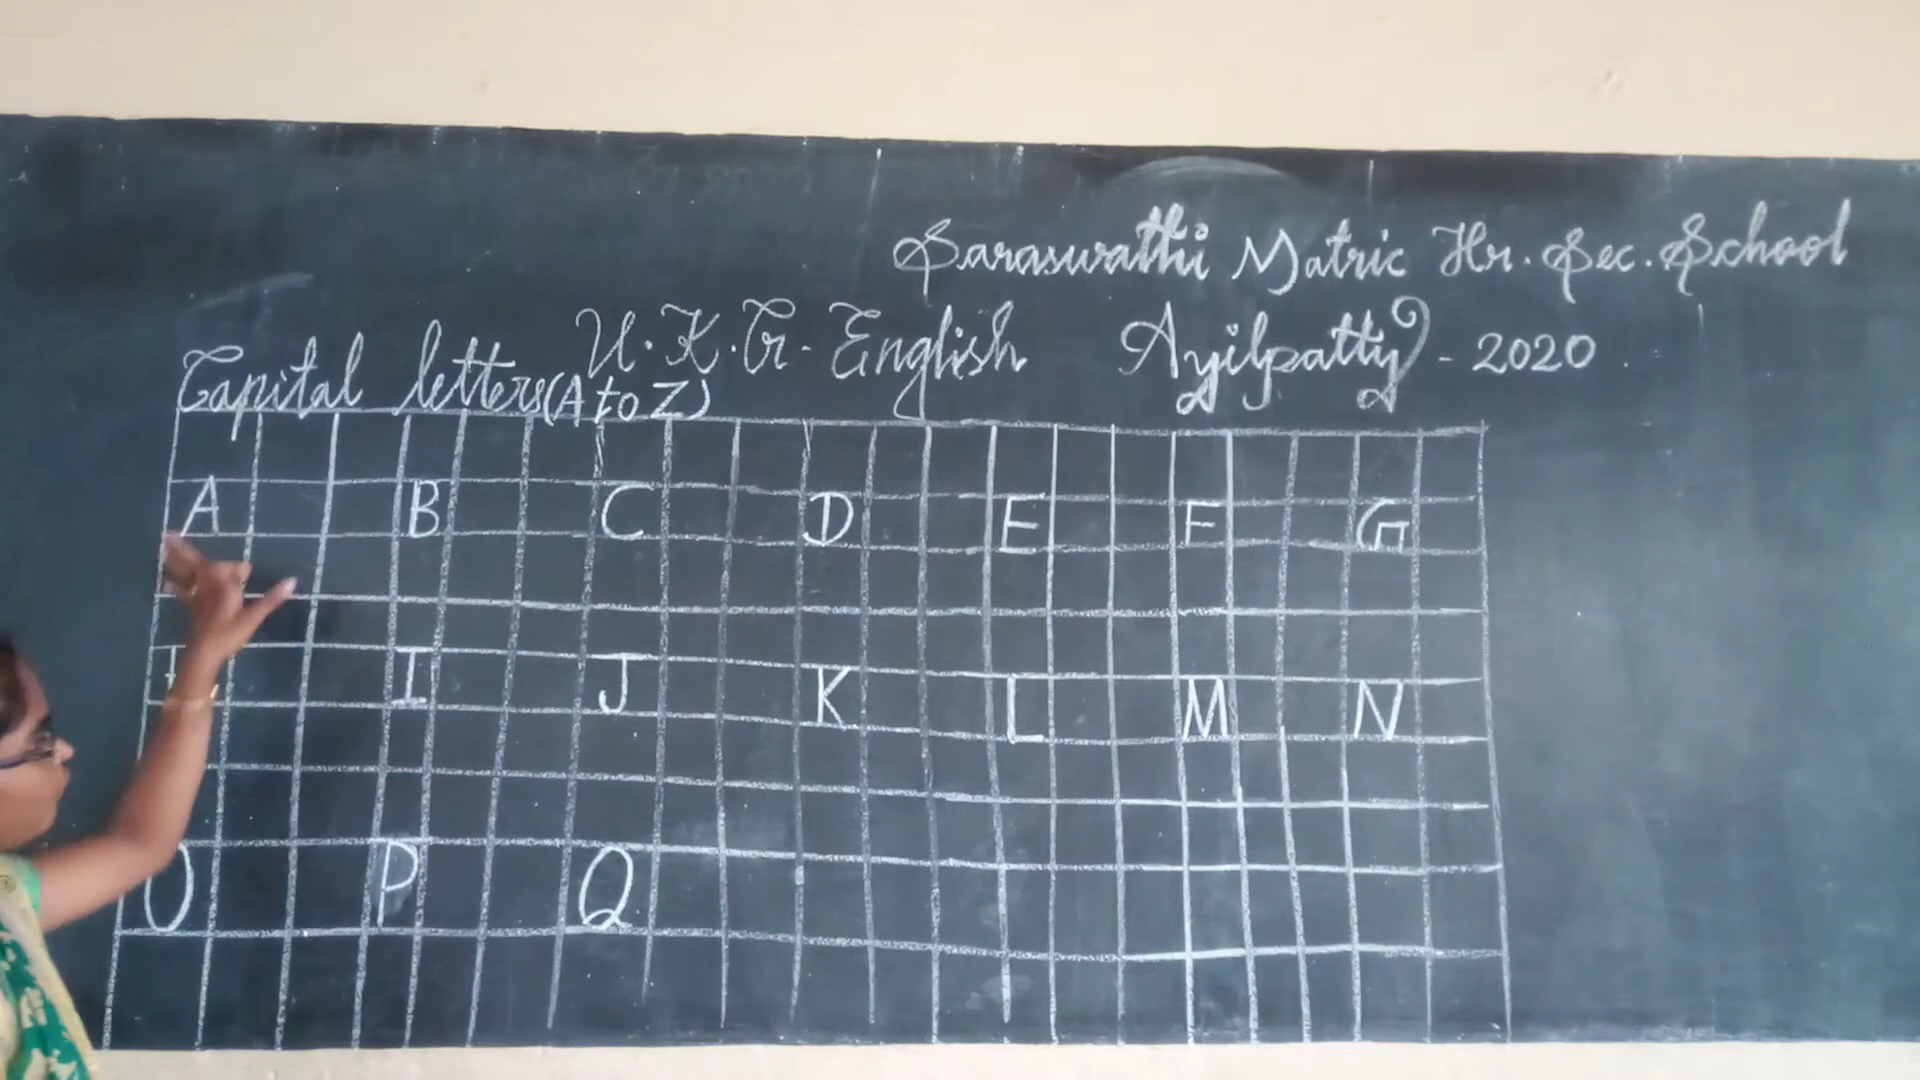 Saraswathi Matric Hr. Sec. School
U.K.G - English Ayilpatty - 2020
Capital letters (A to Z)
A B C D E F G
I J K L M N
O P Q